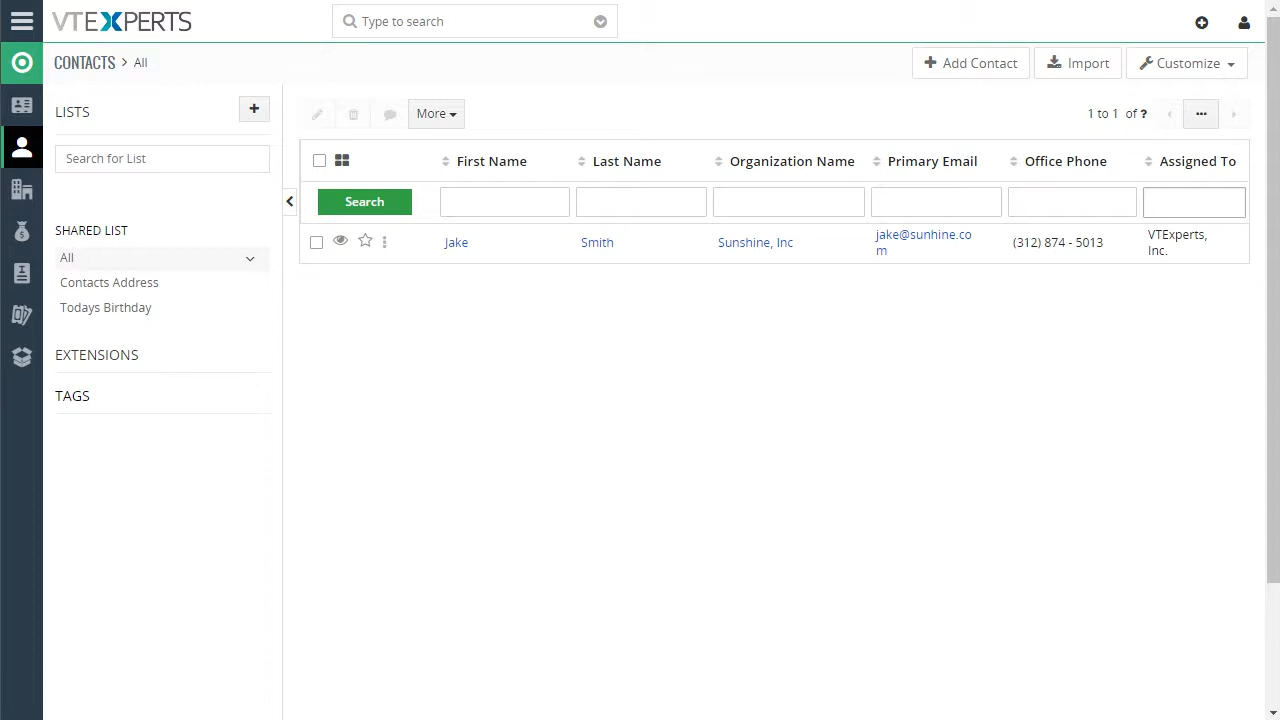 VTEXPERTS
Type to search
CONTACTS > All
Add Contact
Import
Customize
LISTS
+
More
1 to 1 of ?
...
Search for List
First Name
Last Name
Organization Name
Primary Email
Office Phone
Assigned To
Search
SHARED LIST
All
Contacts Address
Todays Birthday
EXTENSIONS
TAGS
Jake
Smith
Sunshine, Inc
jake@sunhine.co
m
(312) 874 - 5013
VTExperts,
Inc.